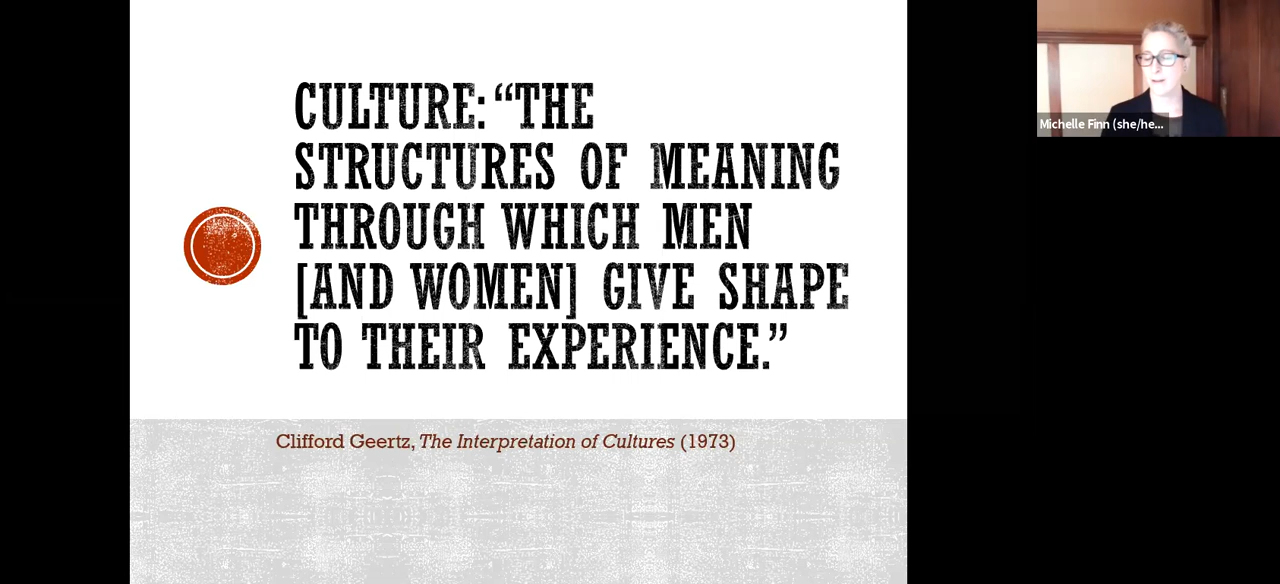 CULTURE: “THE
STRUCTURES OF MEANING
THROUGH WHICH MEN
[AND WOMEN] GIVE SHAPE
TO THEIR EXPERIENCE.”
Clifford Geertz, The Interpretation of Cultures (1973)
Michelle Finn (she/he...